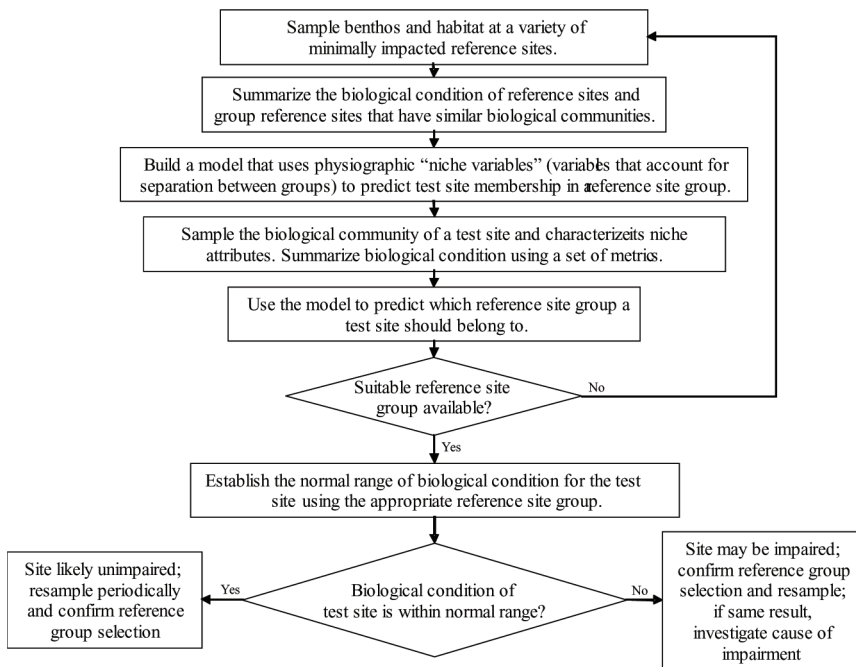 Sample benthos and habitat at a variety of
minimally impacted reference sites.
Summarize the biological condition of reference sites and
group reference sites that have similar biological communities.
Build a model that uses physiographic “niche variables” (variables that account for
separation between groups) to predict test site membership in a reference site group.
Sample the biological community of a test site and characterizeits niche
attributes. Summarize biological condition using a set of metrics.
Use the model to predict which reference site group a
test site should belong to.
Suitable reference site
group available?
No
Yes
Establish the normal range of biological condition for the test
site using the appropriate reference site group.
Biological condition of
test site is within normal range?
Yes
Site likely unimpaired;
resample periodically
and confirm reference
group selection
No
Site may be impaired;
confirm reference group
selection and resample;
if same result,
investigate cause of
impairment